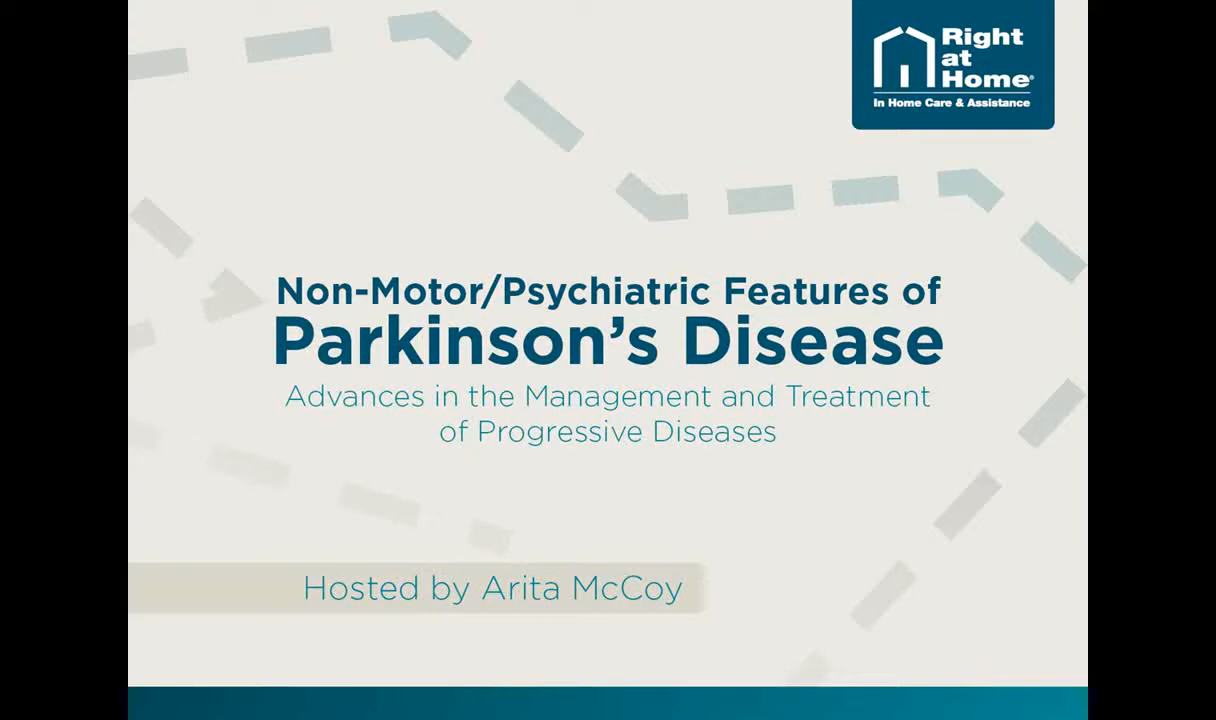 Right
at
Home®
In Home Care & Assistance
Non-Motor/Psychiatric Features of
Parkinson's Disease
Advances in the Management and Treatment
of Progressive Diseases
Hosted by Arita McCoy